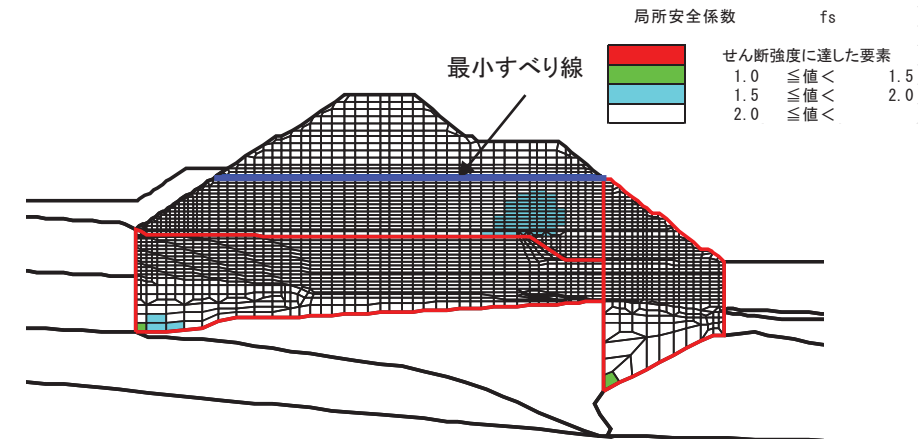 局所安全係数 fs
せん断強度に達した要素
1.0 ≦値< 1.5
1.5 ≦値< 2.0
2.0 ≦値<
最小すべり線